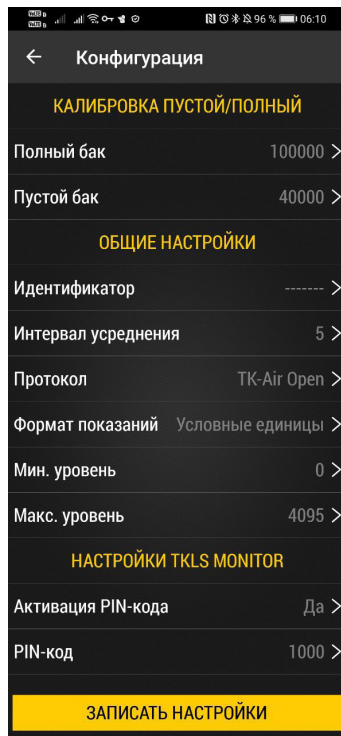 96 % 06:10
Конфигурация
КАЛИБРОВКА ПУСТОЙ/ПОЛНЫЙ
Полный бак 100000
Пустой бак 40000
ОБЩИЕ НАСТРОЙКИ
Идентификатор -------
Интервал усреднения 5
Протокол TK-Air Open
Формат показаний Условные единицы
Мин. уровень 0
Макс. уровень 4095
НАСТРОЙКИ TKLS MONITOR
Активация PIN-кода Да
PIN-код 1000
ЗАПИСАТЬ НАСТРОЙКИ